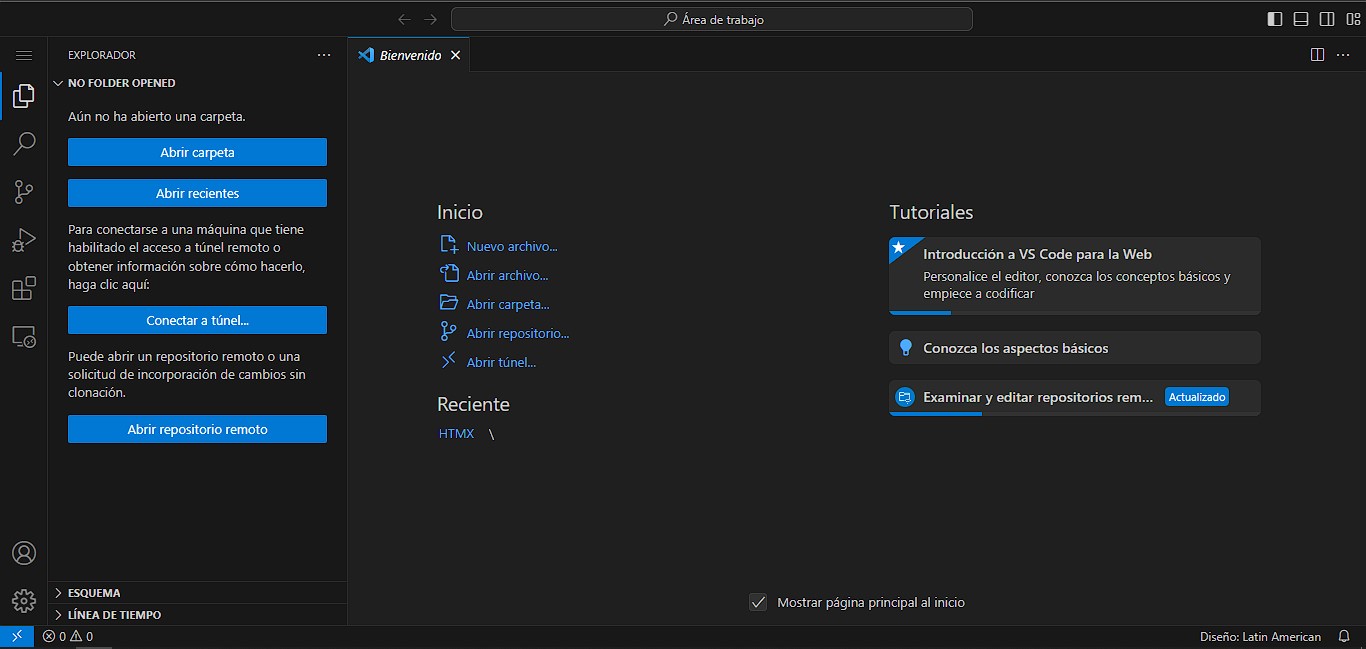 Área de trabajo
EXPLORADOR
NO FOLDER OPENED
Aún no ha abierto una carpeta.
Abrir carpeta
Abrir recientes
Para conectarse a una máquina que tiene
habilitado el acceso a túnel remoto o
obtener información sobre cómo hacerlo,
haga clic aquí:
Conectar a túnel...
Puede abrir un repositorio remoto o una
solicitud de incorporación de cambios sin
clonación.
Abrir repositorio remoto
ESQUEMA
LÍNEA DE TIEMPO
Bienvenido
Inicio
Nuevo archivo...
Abrir archivo...
Abrir carpeta...
Abrir repositorio...
Abrir túnel...
Reciente
HTMX \
Tutoriales
Introducción a VS Code para la Web
Personalice el editor, conozca los conceptos básicos y
empiece a codificar
Conozca los aspectos básicos
Examinar y editar repositorios rem... Actualizado
Mostrar página principal al inicio
0 0
Diseño: Latin American